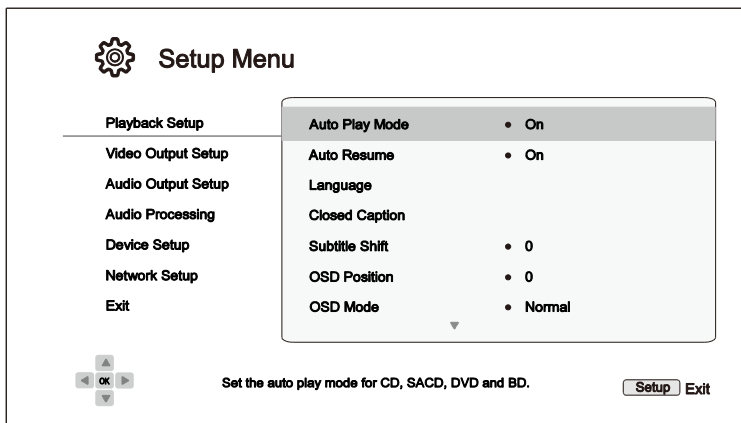 Setup Menu
Playback Setup
Video Output Setup
Audio Output Setup
Audio Processing
Device Setup
Network Setup
Exit
Auto Play Mode • On
Auto Resume • On
Language
Closed Caption
Subtitle Shift • 0
OSD Position • 0
OSD Mode • Normal
OK
Set the auto play mode for CD, SACD, DVD and BD.
Setup Exit